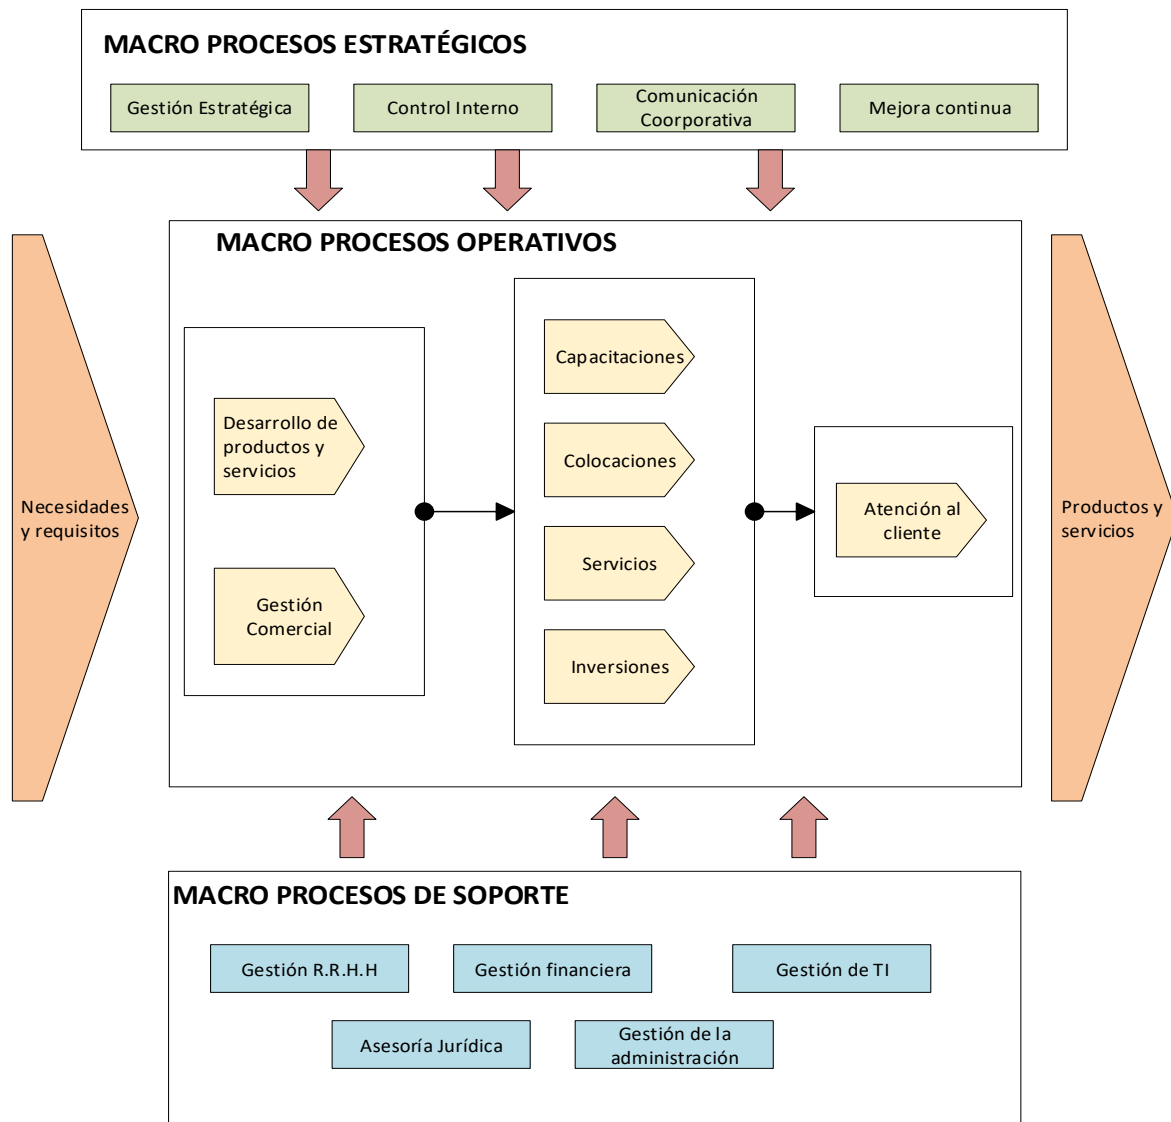 MACRO PROCESOS ESTRATÉGICOS
Gestión Estratégica
Control Interno
Comunicación
Coorporativa
Mejora continua
MACRO PROCESOS OPERATIVOS
Necesidades
y requisitos
Desarrollo de
productos y
servicios
Gestión
Comercial
Capacitaciones
Colocaciones
Servicios
Inversiones
Atención al
cliente
Productos y
servicios
MACRO PROCESOS DE SOPORTE
Gestión R.R.H.H
Gestión financiera
Gestión de TI
Asesoría Jurídica
Gestión de la
administración